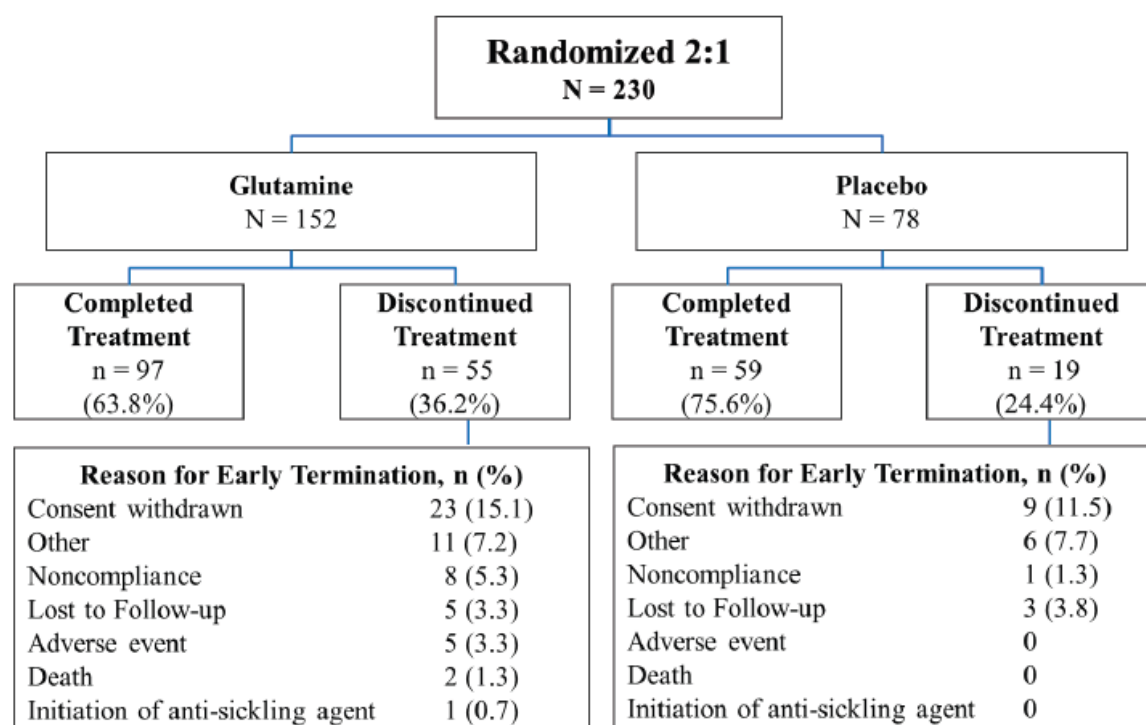 Randomized 2:1
N = 230
Glutamine
N = 152
Placebo
N = 78
Completed
Treatment
n = 97
(63.8%)
Discontinued
Treatment
n = 55
(36.2%)
Completed
Treatment
n = 59
(75.6%)
Discontinued
Treatment
n = 19
(24.4%)
Reason for Early Termination, n (%)
Consent withdrawn 23 (15.1)
Other 11 (7.2)
Noncompliance 8 (5.3)
Lost to Follow-up 5 (3.3)
Adverse event 5 (3.3)
Death 2 (1.3)
Initiation of anti-sickling agent 1 (0.7)
Reason for Early Termination, n (%)
Consent withdrawn 9 (11.5)
Other 6 (7.7)
Noncompliance 1 (1.3)
Lost to Follow-up 3 (3.8)
Adverse event 0
Death 0
Initiation of anti-sickling agent 0